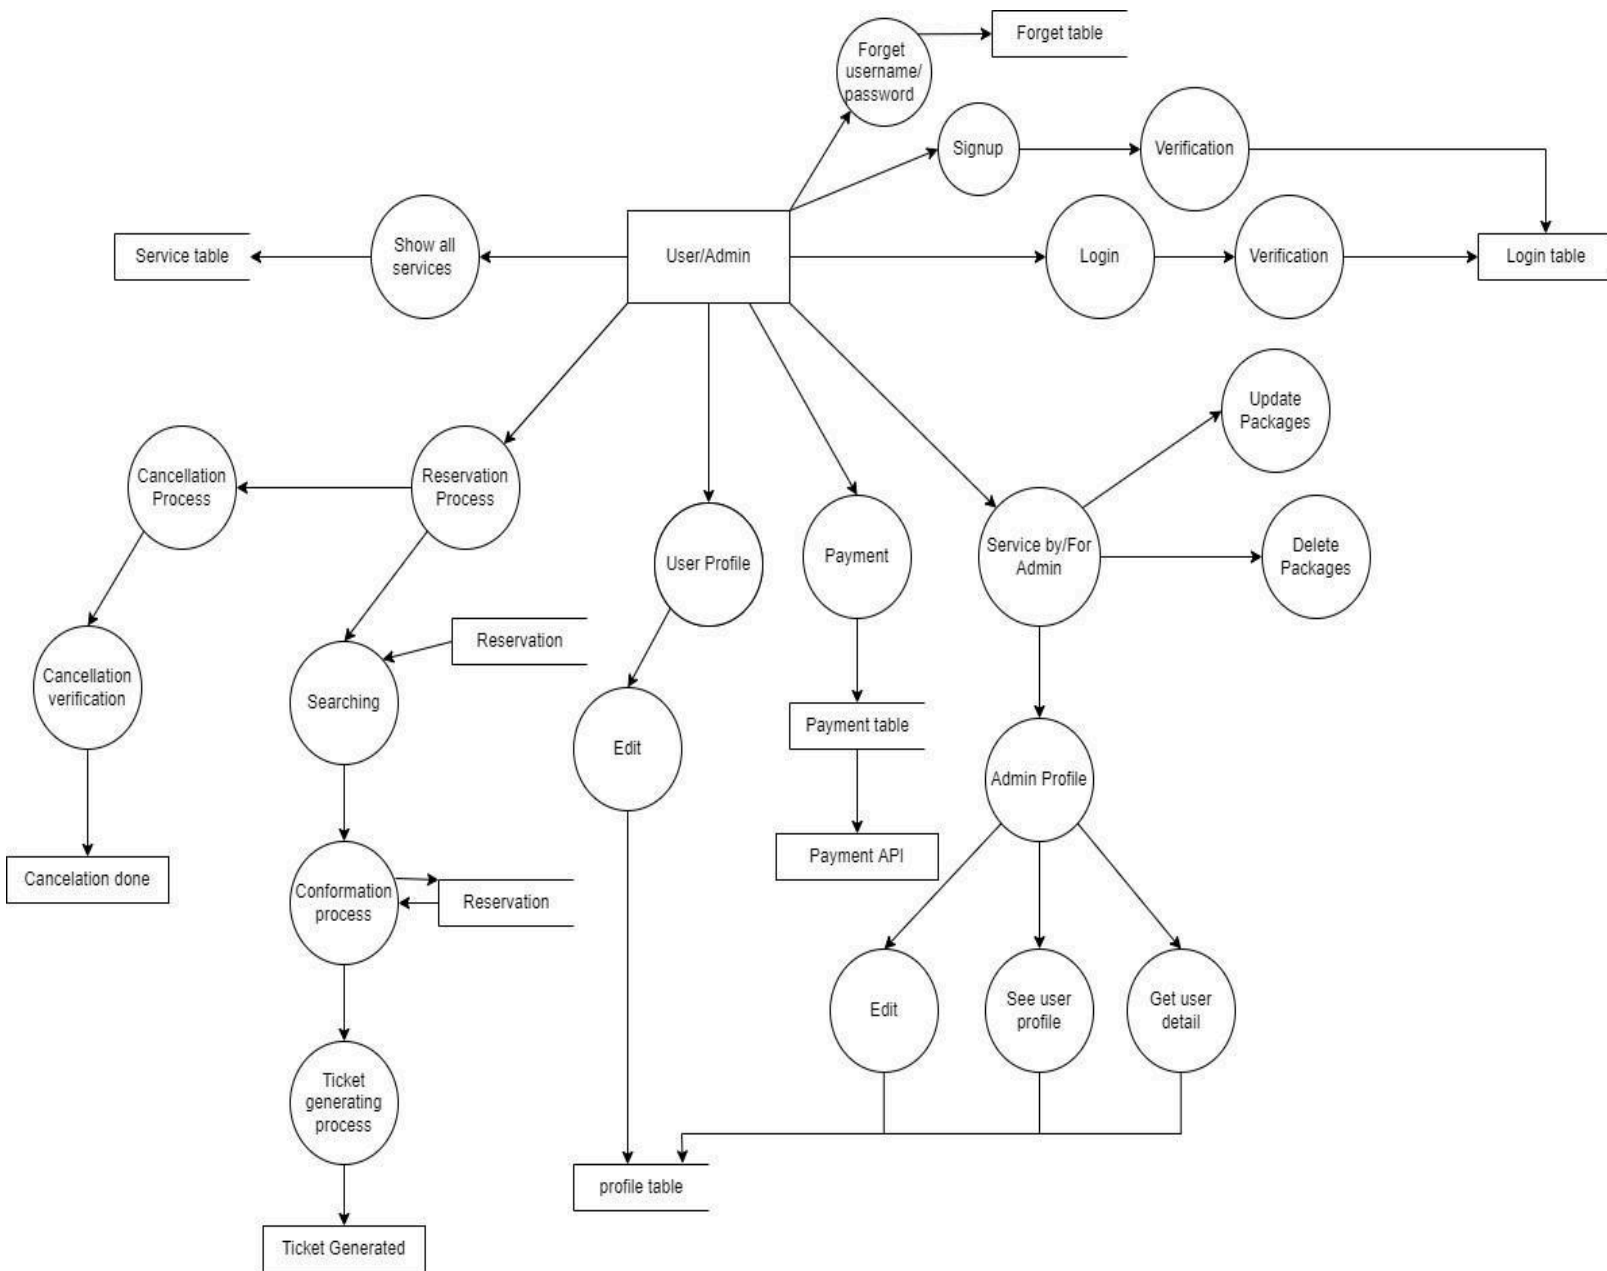 Forget
username/
password
Forget table
Signup
Verification
Service table
Show all
services
User/Admin
Login
Verification
Login table
Update
Packages
Cancellation
Process
Reservation
Process
User Profile
Payment
Service by/For
Admin
Delete
Packages
Cancellation
verification
Searching
Reservation
Edit
Payment table
Admin Profile
Cancelation done
Conformation
process
Reservation
Payment API
Edit
See user
profile
Get user
detail
Ticket
generating
process
profile table
Ticket Generated